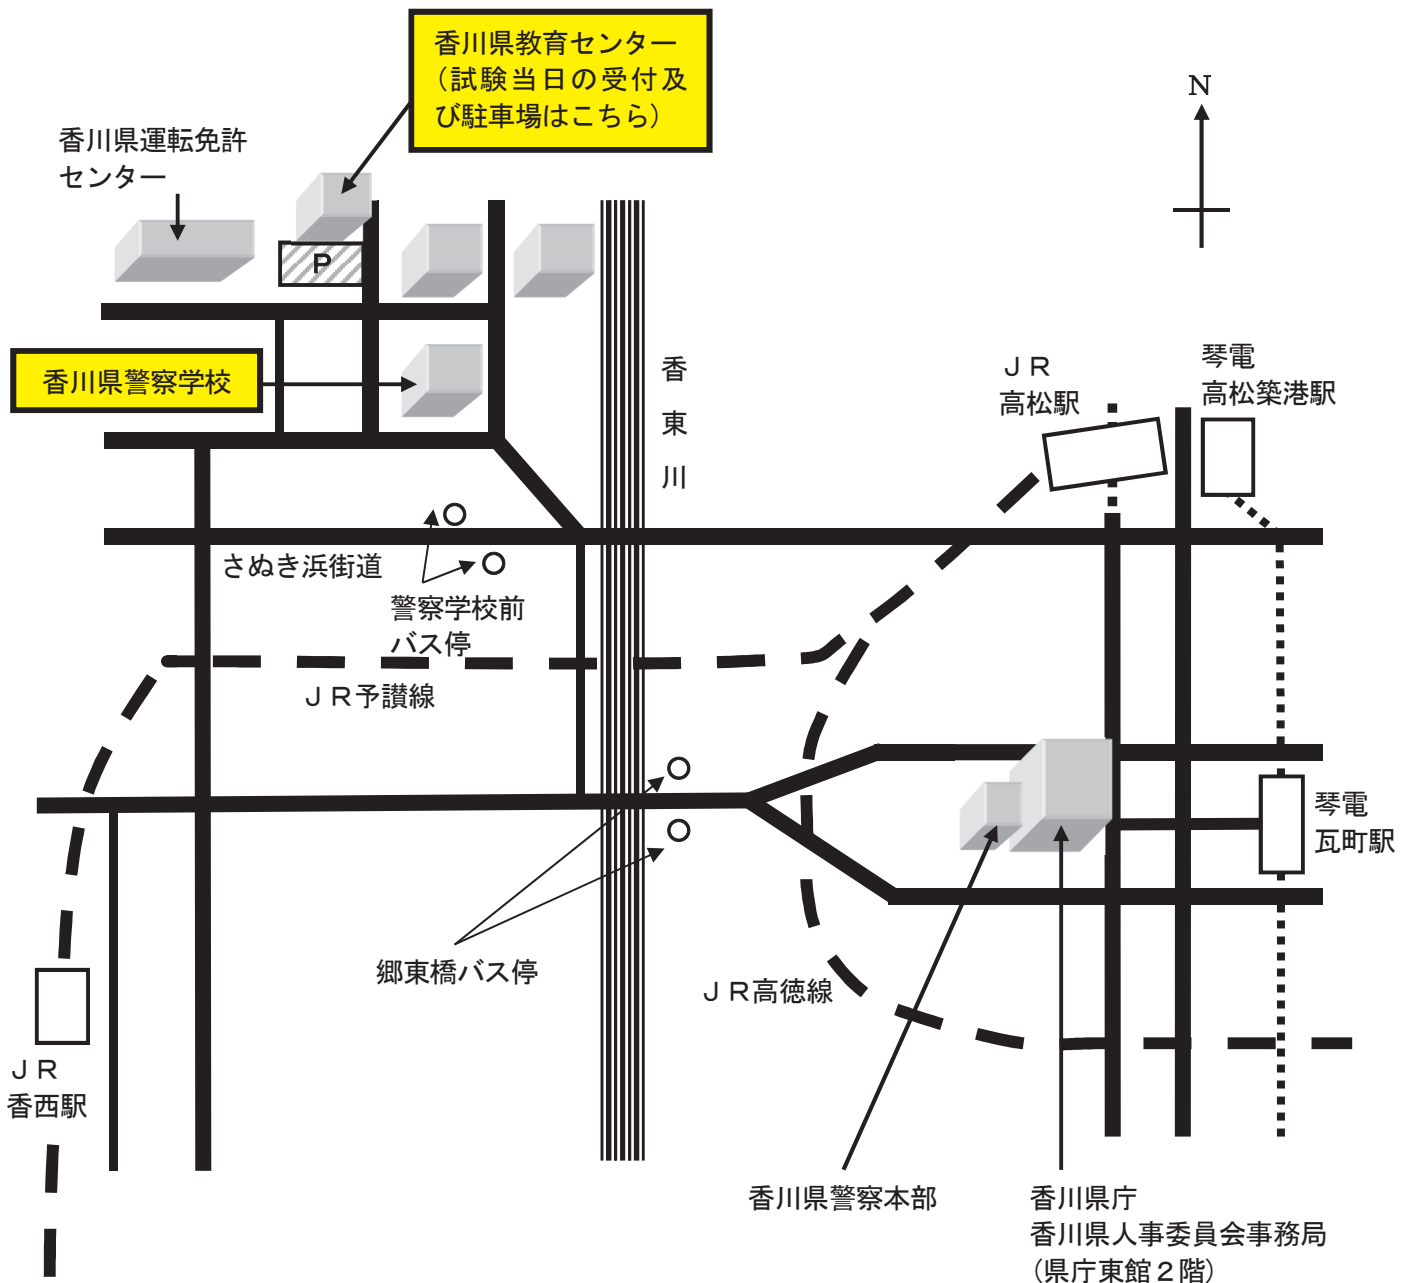 香川県教育センター
（試験当日の受付及
び駐車場はこちら）
N
香川県運転免許
センター
P
香川県警察学校
香東川
ＪＲ
高松駅
琴電
高松築港駅
さぬき浜街道
警察学校前
バス停
ＪＲ予讃線
琴電
瓦町駅
郷東橋バス停
ＪＲ高徳線
ＪＲ
香西駅
香川県警察本部
香川県庁
香川県人事委員会事務局
（県庁東館２階）